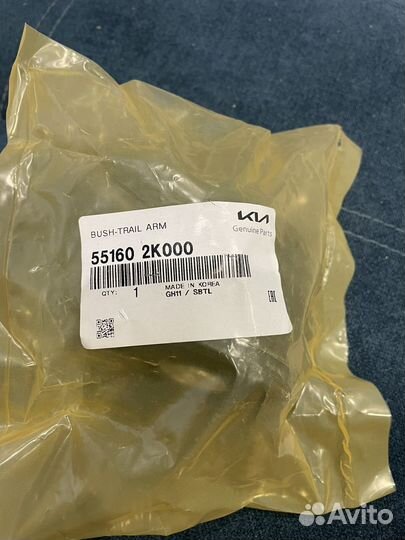 BUSH-TRAIL ARM
KIA
Genuine Parts
55160 2K000
QTY: 1
MADE IN KOREA
GH11 / SBTL
EAC
Avito